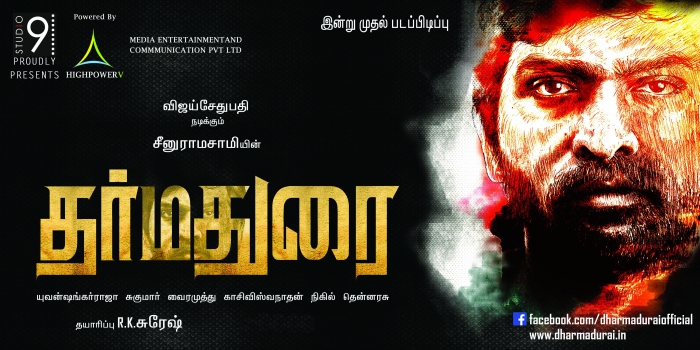 STUDIO
9
PROUDLY
PRESENTS
Powered By
HIGHPOWERV
MEDIA ENTERTAINMENTAND
COMMMUNICATION PVT LTD
இன்று முதல் படப்பிடிப்பு
விஜய்சேதுபதி
நடிக்கும்
சீனுராமசாமியின்
தர்மதுரை
யுவன்ஷங்கர்ராஜா சுகுமார் வைரமுத்து காசிவிஸ்வநாதன் நிகில் தென்னரசு
தயாரிப்பு R.K.சுரேஷ்
facebook.com/dharmaduraiofficial
www.dharmadurai.in